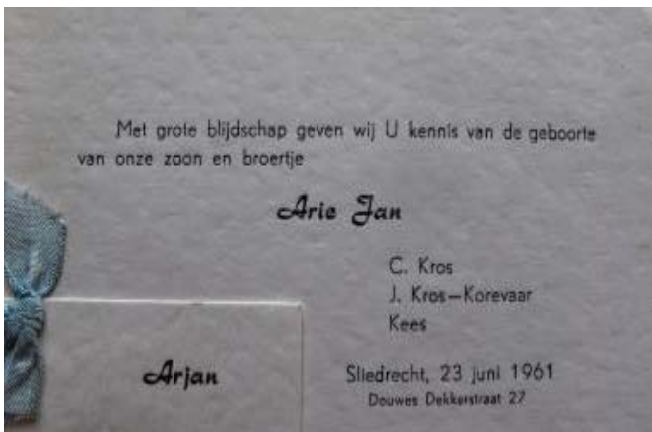 Met grote blijdschap geven wij U kennis van de geboorte
van onze zoon en broertje
Arie Jan
C. Kros
J. Kros—Korevaar
Kees
Arjan
Sliedrecht, 23 juni 1961
Douwes Dekkerstraat 27